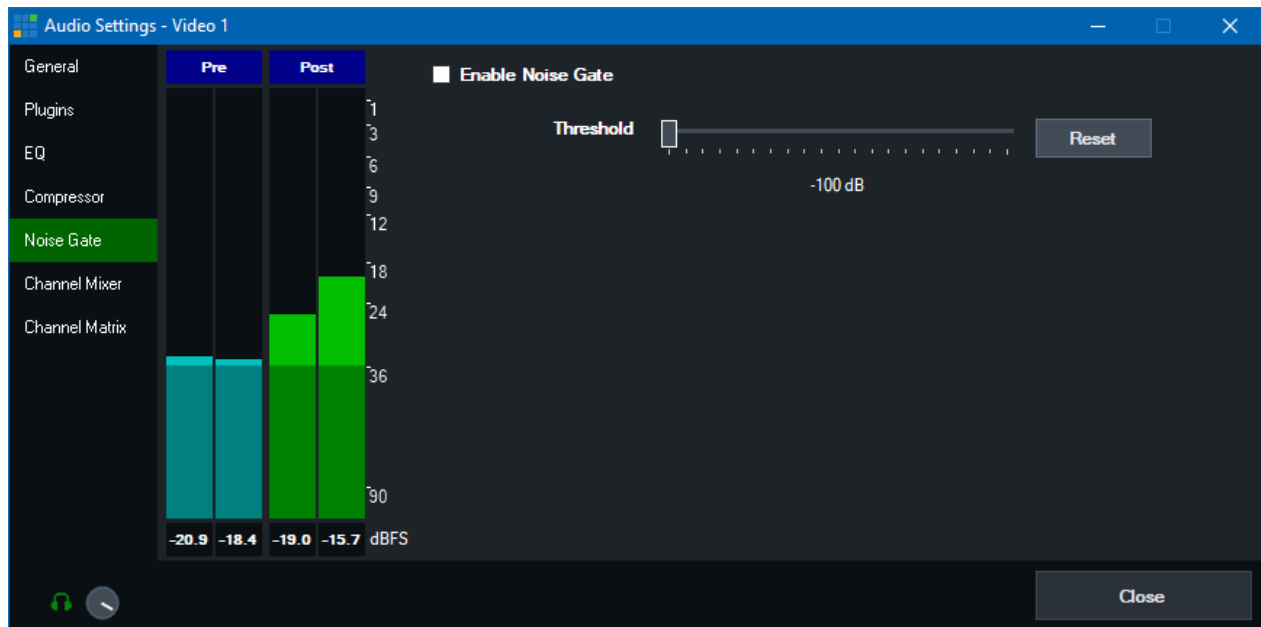 Audio Settings - Video 1
General
Plugins
EQ
Compressor
Noise Gate
Channel Mixer
Channel Matrix
Pre Post
1
3
6
9
12
18
24
36
90
-20.9 -18.4 -19.0 -15.7 dBFS
Enable Noise Gate
Threshold
Reset
-100 dB
Close